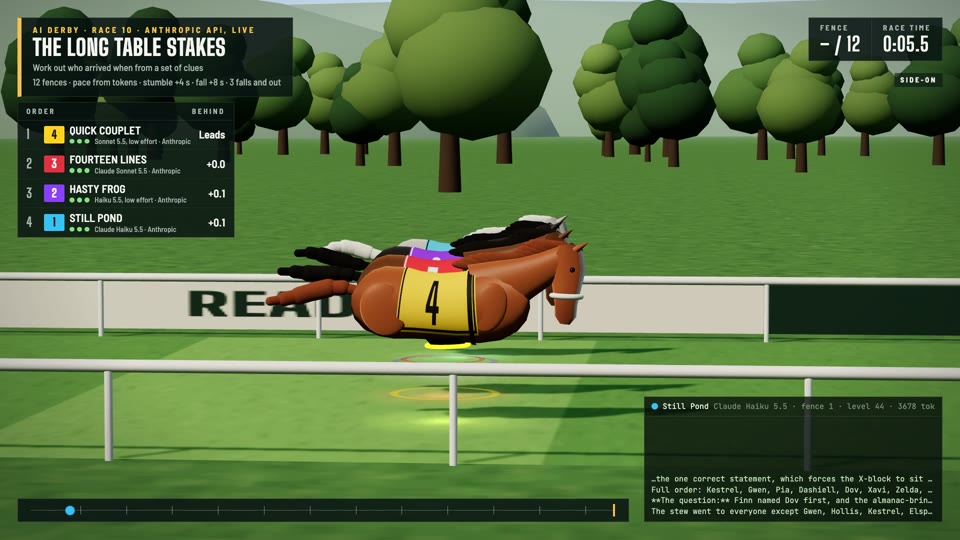 AI DERBY · RACE 10 · ANTHROPIC API, LIVE
THE LONG TABLE STAKES
Work out who arrived when from a set of clues
12 fences · pace from tokens · stumble +4 s · fall +8 s · 3 falls and out
FENCE
– / 12
RACE TIME
0:05.5
SIDE-ON
ORDER BEHIND
1 4 QUICK COUPLET Leads
Sonnet 5.5, low effort · Anthropic
2 3 FOURTEEN LINES +0.0
Claude Sonnet 5.5 · Anthropic
3 2 HASTY FROG +0.1
Haiku 5.5, low effort · Anthropic
4 1 STILL POND +0.1
Claude Haiku 5.5 · Anthropic
READ
4
Still Pond Claude Haiku 5.5 · fence 1 · level 44 · 3678 tok
…the one correct statement, which forces the X-block to sit …
Full order: Kestrel, Gwen, Pia, Dashiell, Dov, Xavi, Zelda, …
**The question:** Finn named Dov first, and the almanac-brin…
The stew went to everyone except Gwen, Hollis, Kestrel, Elsp…